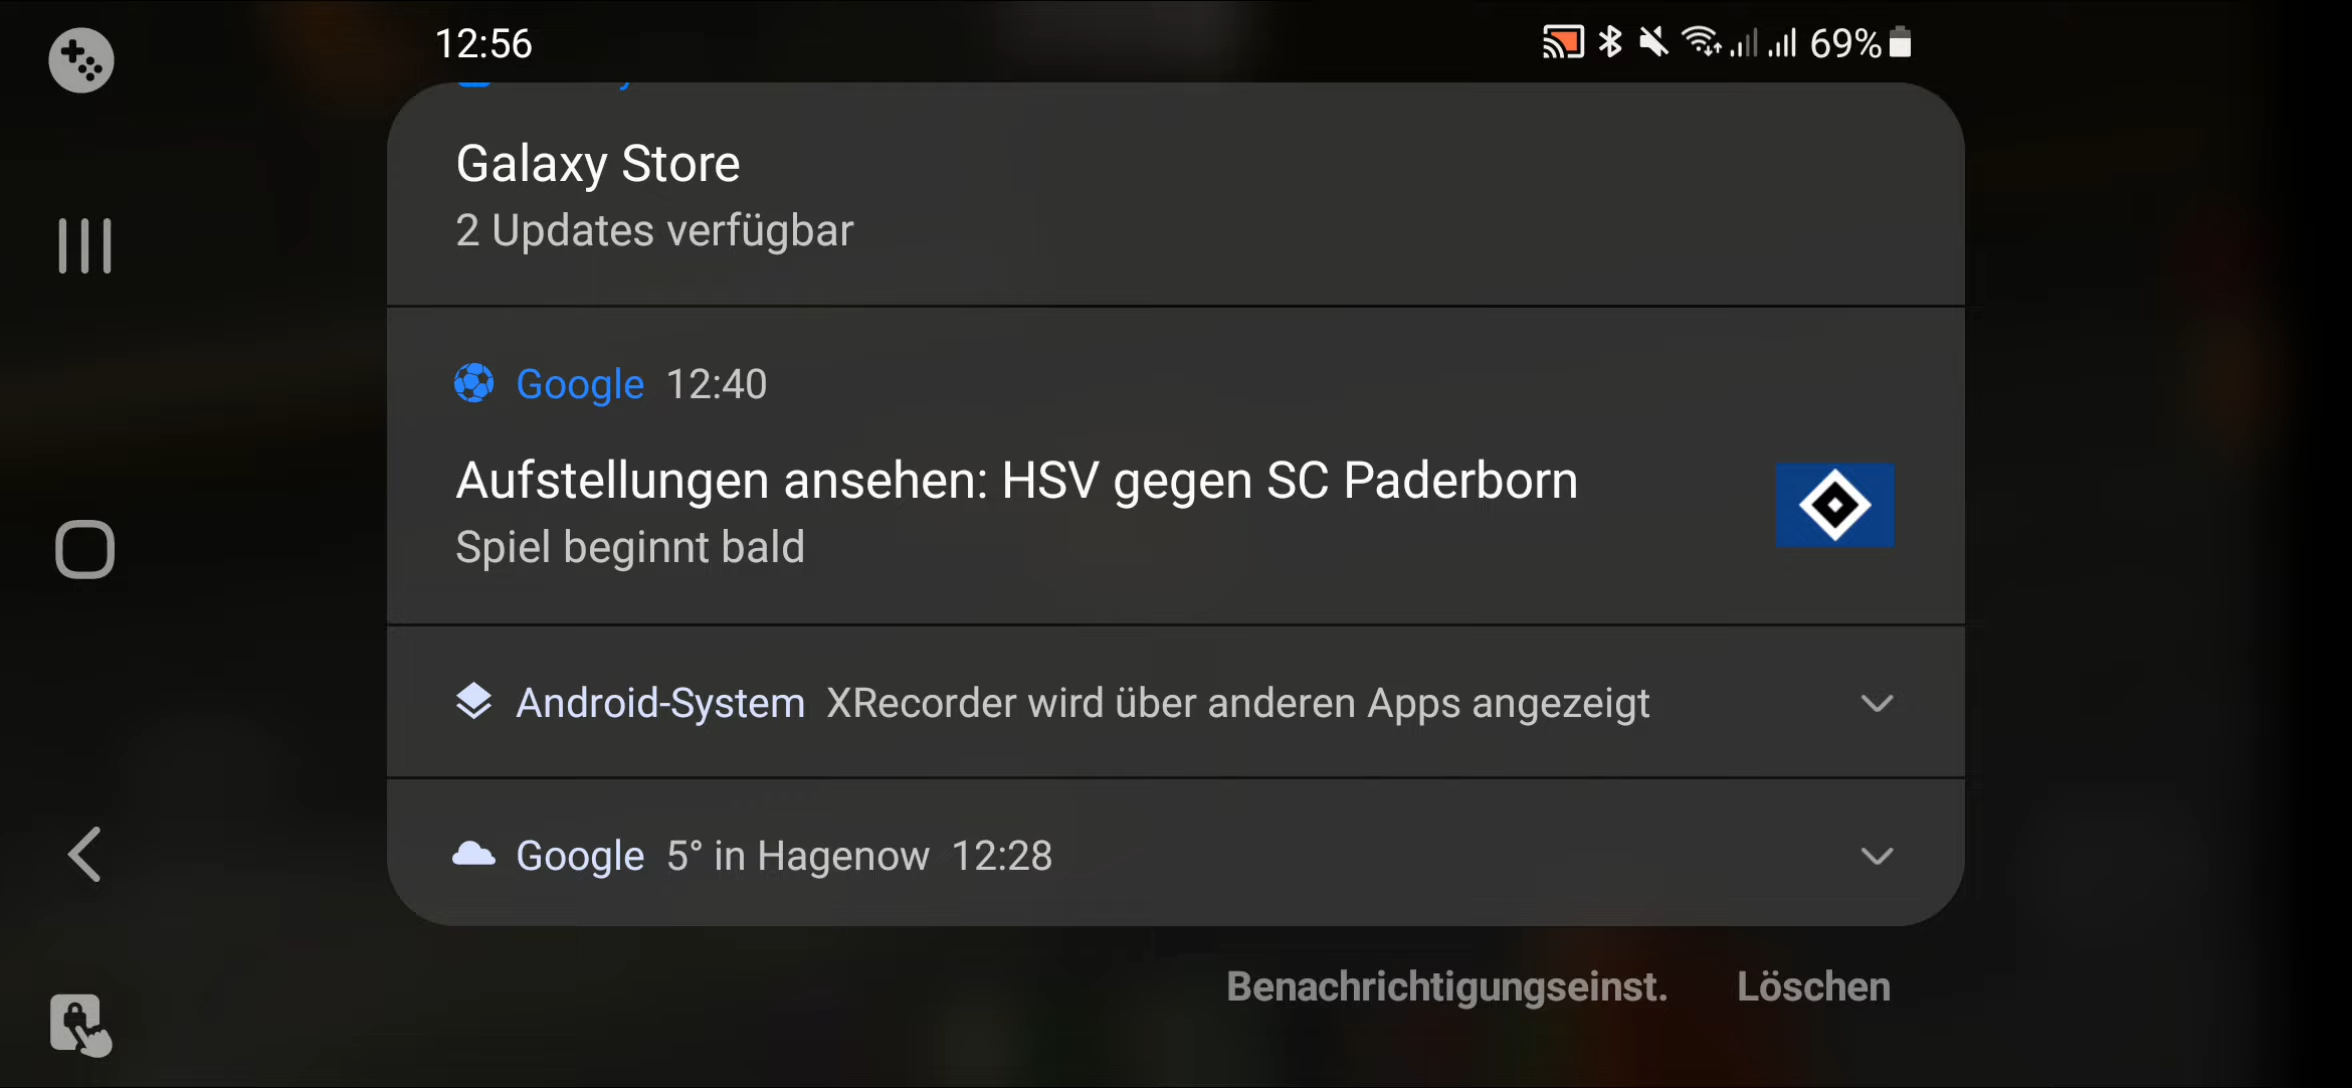 12:56
69%
Galaxy Store
2 Updates verfügbar
Google 12:40
Aufstellungen ansehen: HSV gegen SC Paderborn
Spiel beginnt bald
Android-System XRecorder wird über anderen Apps angezeigt
Google 5° in Hagenow 12:28
Benachrichtigungseinst. Löschen